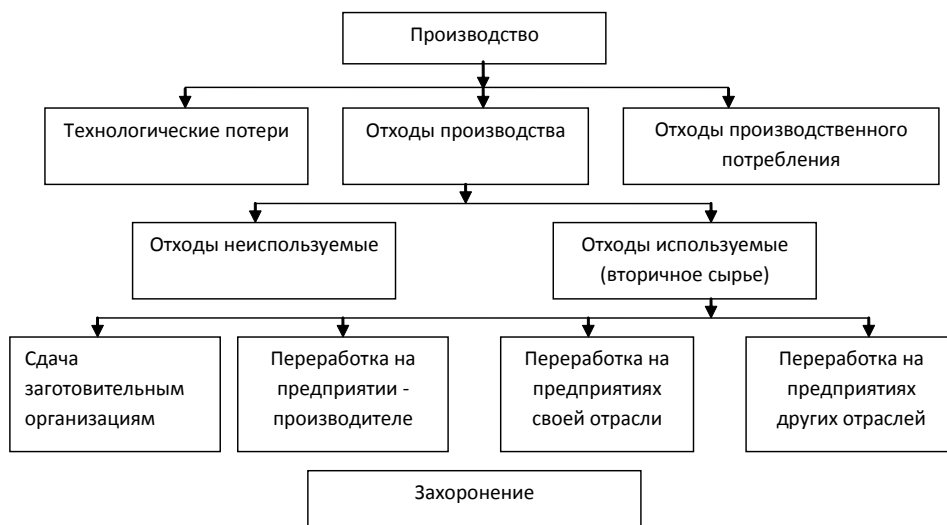 Производство
Технологические потери
Отходы производства
Отходы производственного
потребления
Отходы неиспользуемые
Отходы используемые
(вторичное сырье)
Сдача
заготовительным
организациям
Переработка на
предприятии -
производителе
Переработка на
предприятиях
своей отрасли
Переработка на
предприятиях
других отраслей
Захоронение